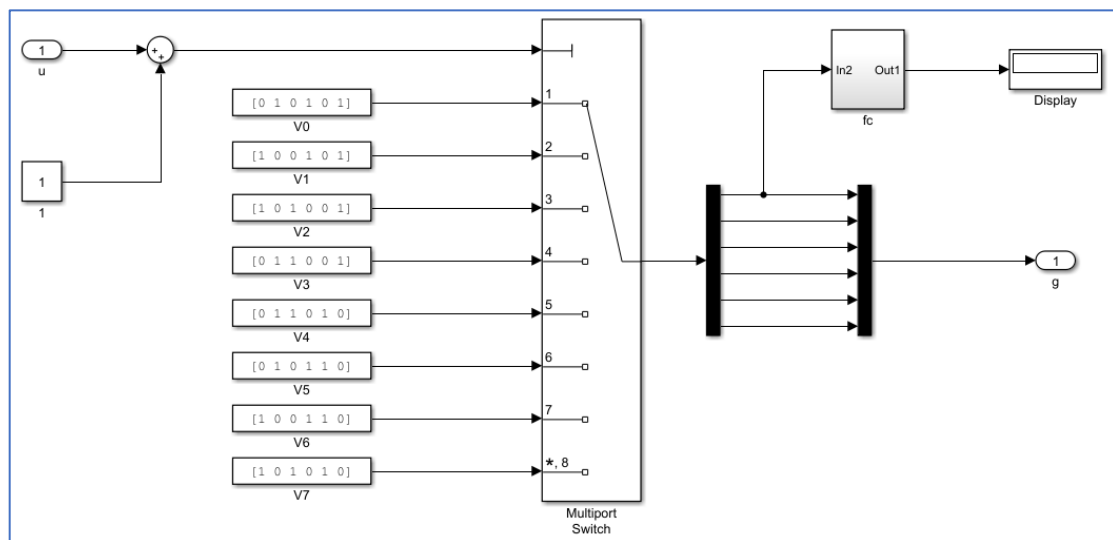 1
u
+
+
1
1
[0 1 0 1 0 1]
V0
[1 0 0 1 0 1]
V1
[1 0 1 0 0 1]
V2
[0 1 1 0 0 1]
V3
[0 1 1 0 1 0]
V4
[0 1 0 1 1 0]
V5
[1 0 0 1 1 0]
V6
[1 0 1 0 1 0]
V7
1
2
3
4
5
6
7
*, 8
Multiport
Switch
In2 Out1
fc
Display
1
g